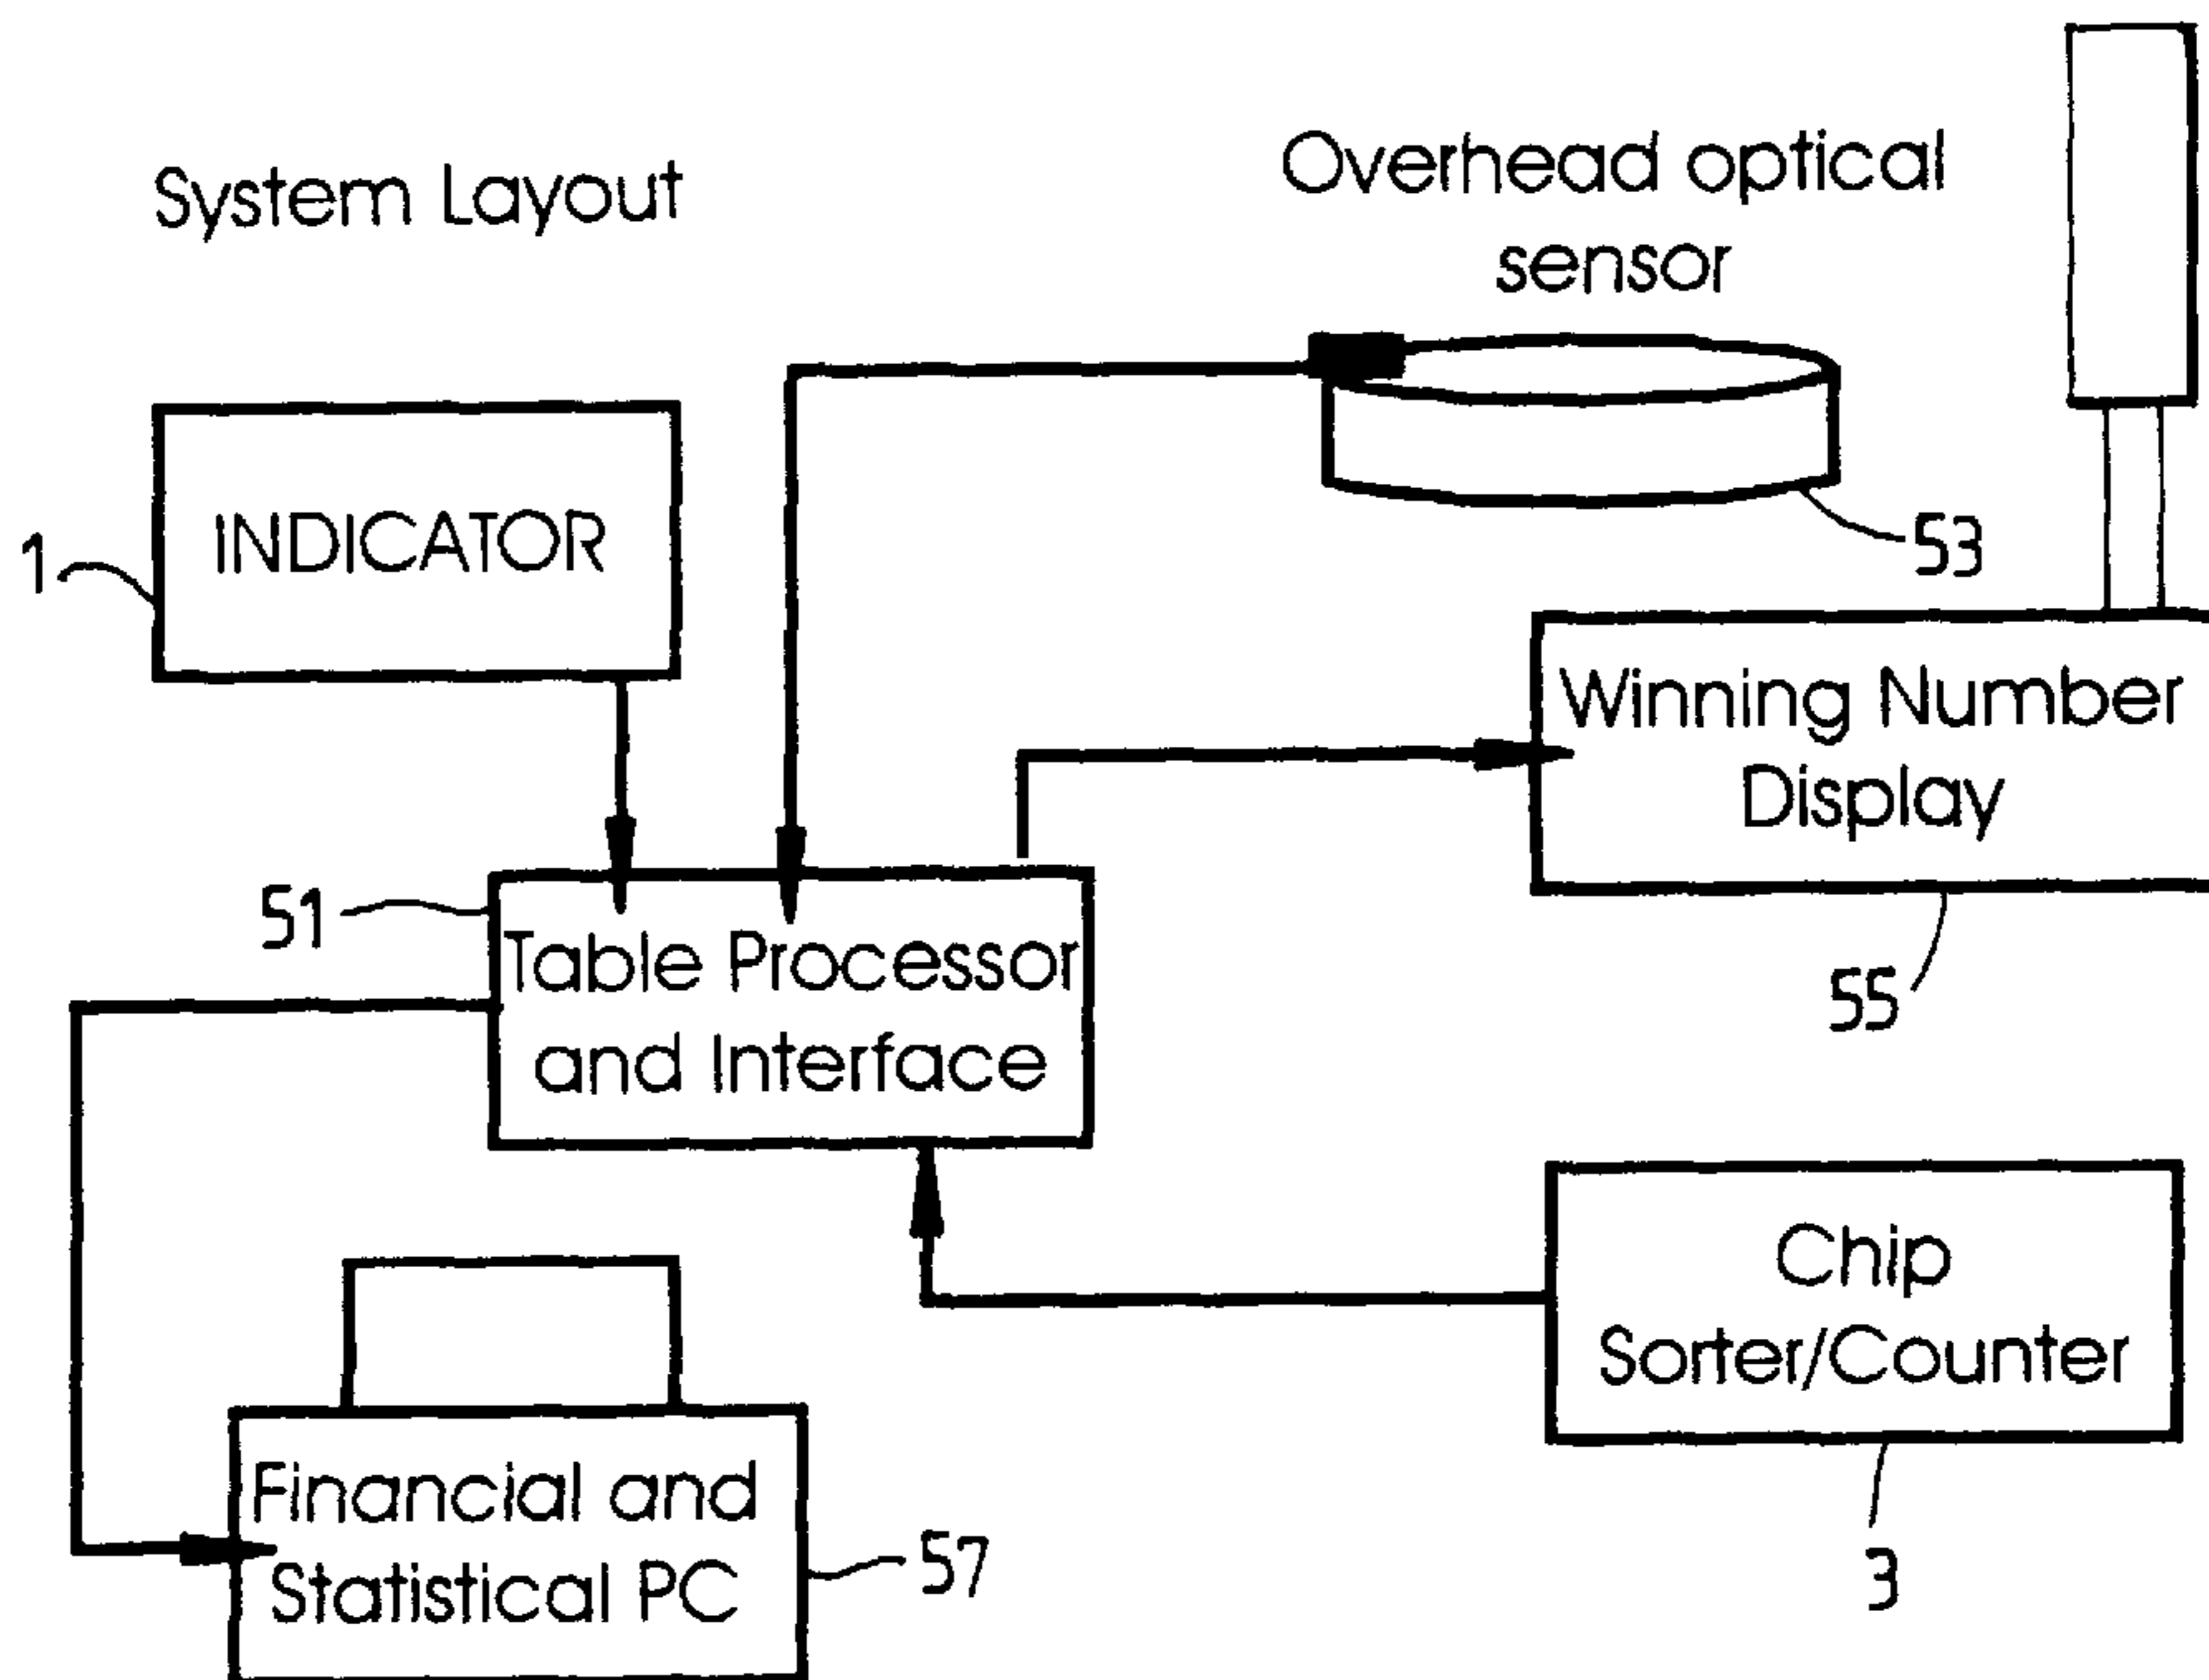 System Layout
Overhead optical
sensor
INDICATOR
1
53
Winning Number
Display
55
51
Table Processor
and Interface
Chip
Sorter/Counter
3
Financial and
Statistical PC
57